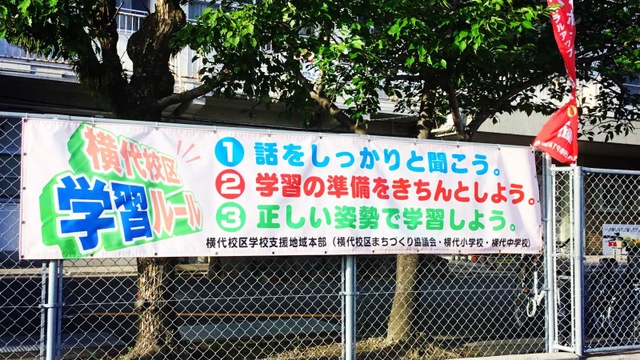 横代校区
学習ルール
1 話をしっかりと聞こう。
2 学習の準備をきちんとしよう。
3 正しい姿勢で学習しよう。
横代校区学校支援地域本部（横代校区まちづくり協議会・横代小学校・横代中学校）